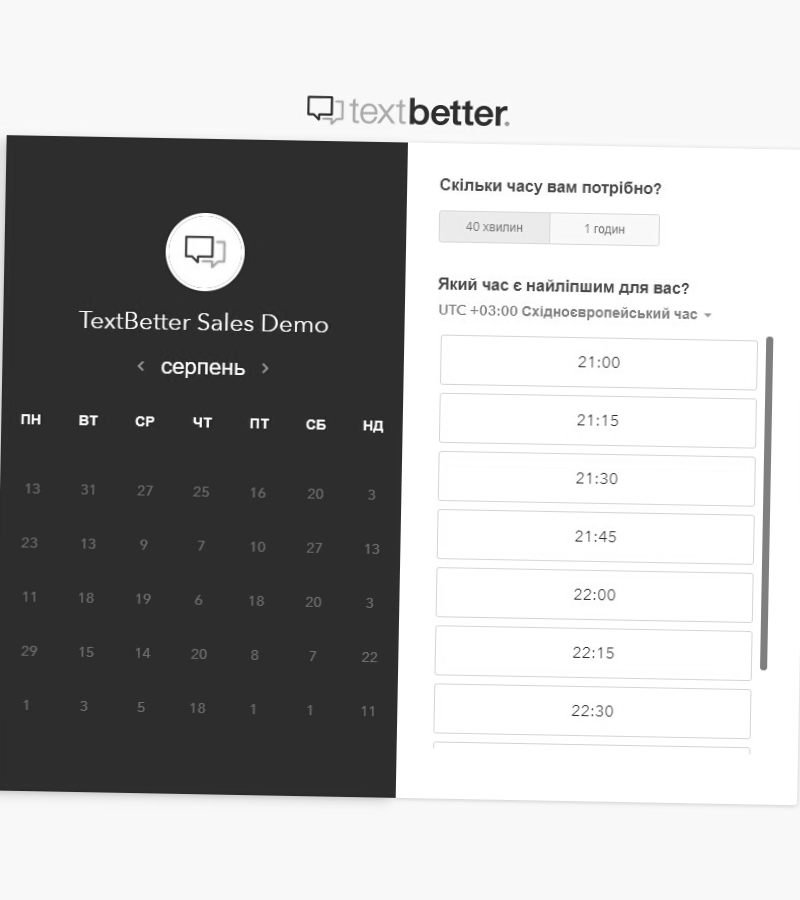 textbetter.
TextBetter Sales Demo
серпень
ПН ВТ СР ЧТ ПТ СБ НД
13 31 27 25 16 20 3
23 13 9 7 10 27 13
11 18 19 6 18 20 3
29 15 14 20 8 7 22
1 3 5 18 1 1 11
Скільки часу вам потрібно?
40 хвилин 1 годин
Який час є найліпшим для вас?
UTC +03:00 Східноєвропейський час
21:00
21:15
21:30
21:45
22:00
22:15
22:30